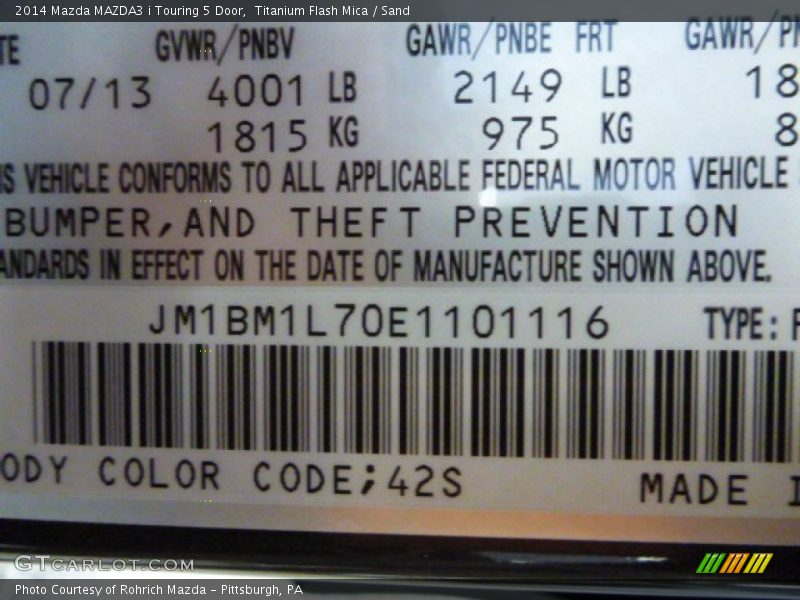 2014 Mazda MAZDA3 i Touring 5 Door, Titanium Flash Mica / Sand
TE GVWR/PNBV GAWR/PNBE FRT GAWR/PN
07/13 4001 LB 2149 LB 18
1815 KG 975 KG 8
IS VEHICLE CONFORMS TO ALL APPLICABLE FEDERAL MOTOR VEHICLE
BUMPER,AND THEFT PREVENTION
ANDARDS IN EFFECT ON THE DATE OF MANUFACTURE SHOWN ABOVE.
JM1BM1L70E1101116 TYPE: P
ODY COLOR CODE;42S MADE I
GTCARLOT.COM
Photo Courtesy of Rohrich Mazda - Pittsburgh, PA